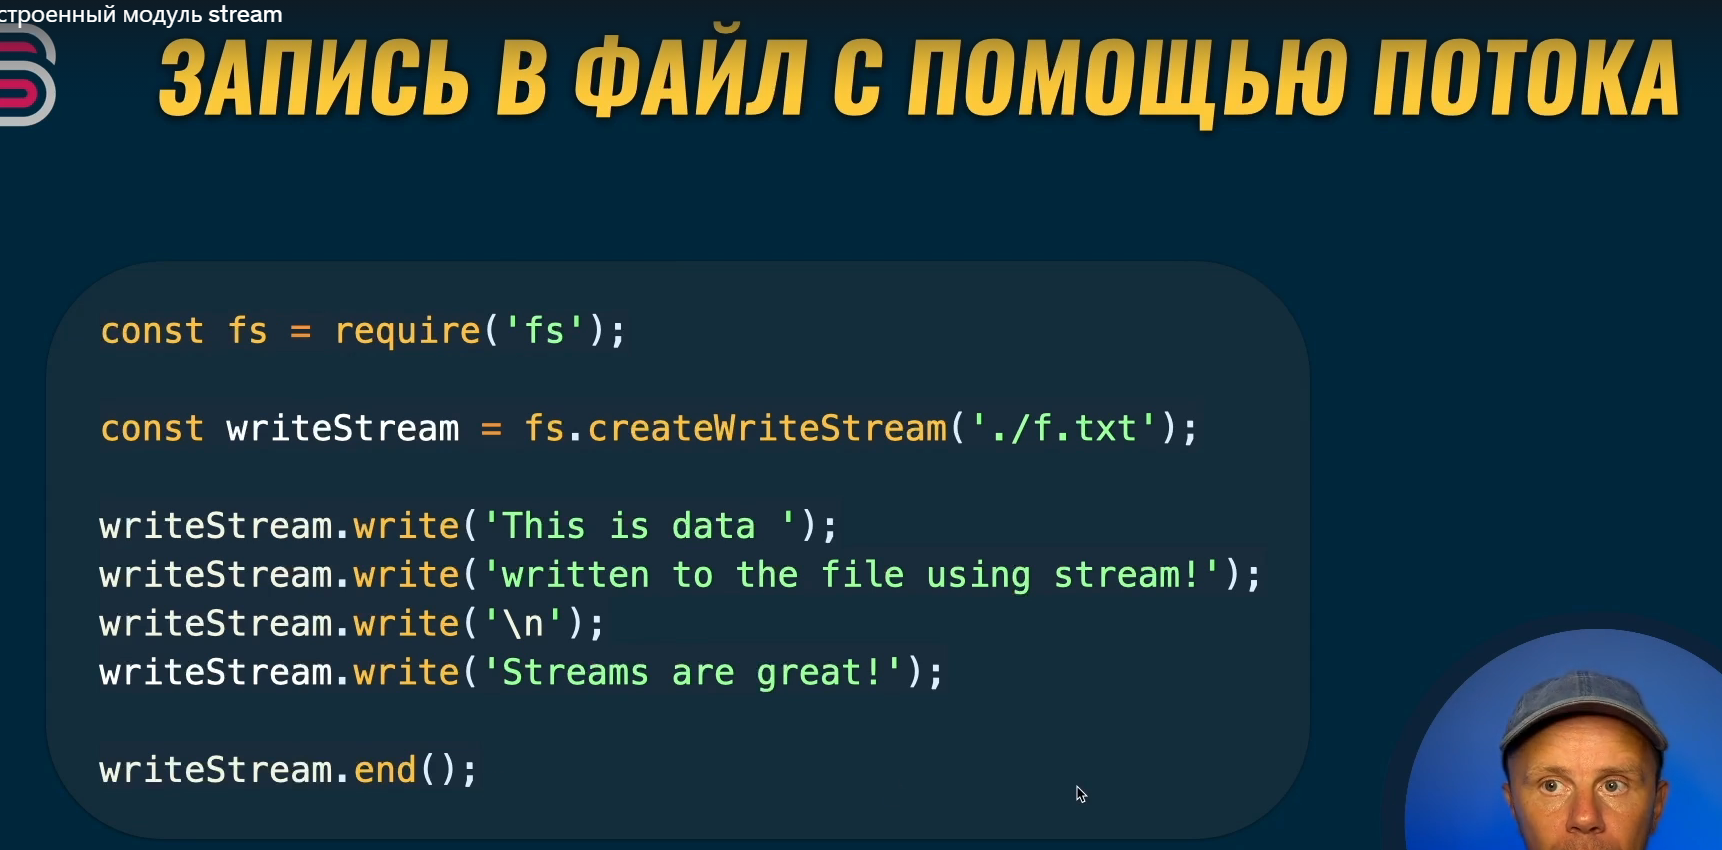 строенный модуль stream
ЗАПИСЬ В ФАЙЛ С ПОМОЩЬЮ ПОТОКА
const fs = require('fs');
const writeStream = fs.createWriteStream('./f.txt');
writeStream.write('This is data ');
writeStream.write('written to the file using stream!');
writeStream.write('\n');
writeStream.write('Streams are great!');
writeStream.end();